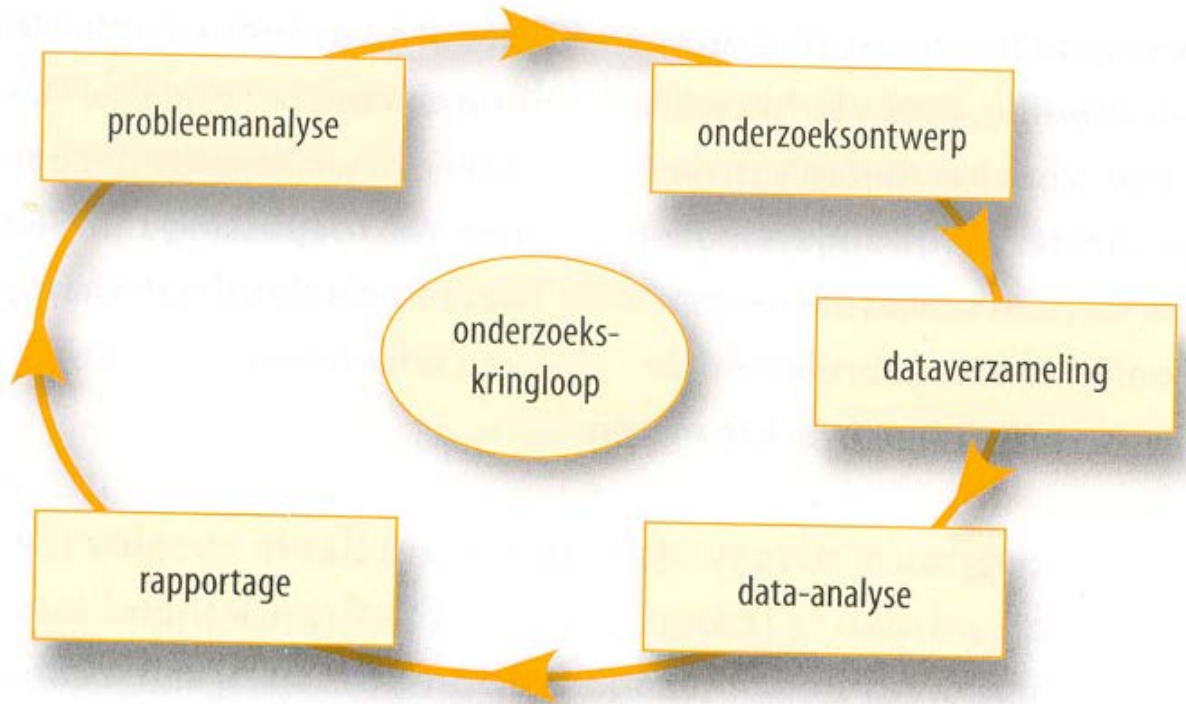 probleemanalyse
onderzoeksontwerp
onderzoeks-
kringloop
dataverzameling
rapportage
data-analyse